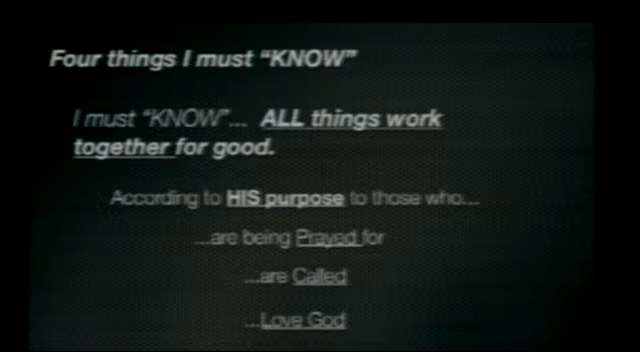 Four things I must “KNOW”
I must “KNOW”... ALL things work
together for good.
According to HIS purpose to those who...
...are being Prayed for
...are Called
...Love God